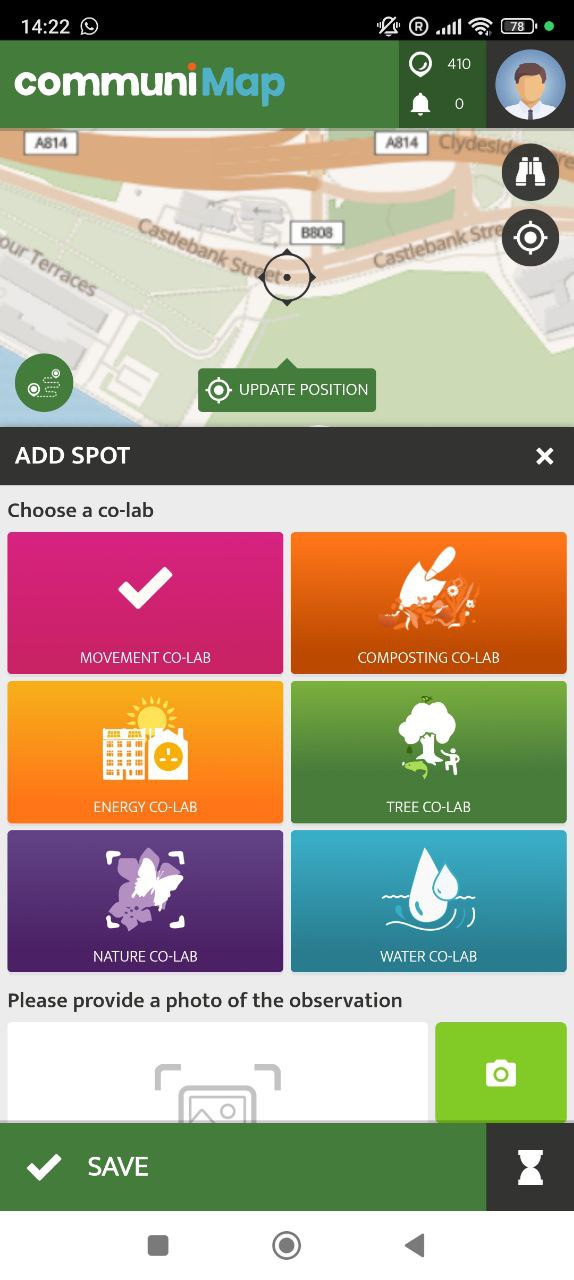 14:22
R
78
communiMap
410
0
A814
A814
Clydeside
B808
Castlebank Street
Castlebank Stre
our Terraces
UPDATE POSITION
ADD SPOT
Choose a co-lab
MOVEMENT CO-LAB
COMPOSTING CO-LAB
ENERGY CO-LAB
TREE CO-LAB
NATURE CO-LAB
WATER CO-LAB
Please provide a photo of the observation
SAVE